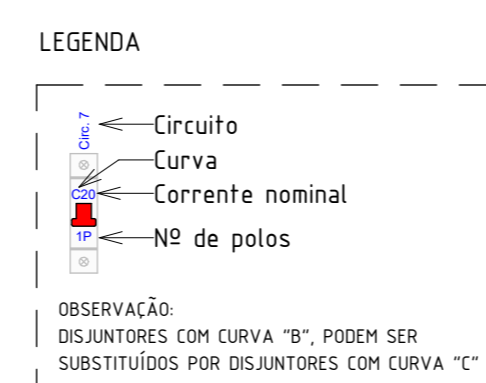 LEGENDA
Circ. 7
Circuito
Curva
C20
Corrente nominal
1P
Nº de polos
OBSERVAÇÃO:
DISJUNTORES COM CURVA "B", PODEM SER
SUBSTITUÍDOS POR DISJUNTORES COM CURVA "C"